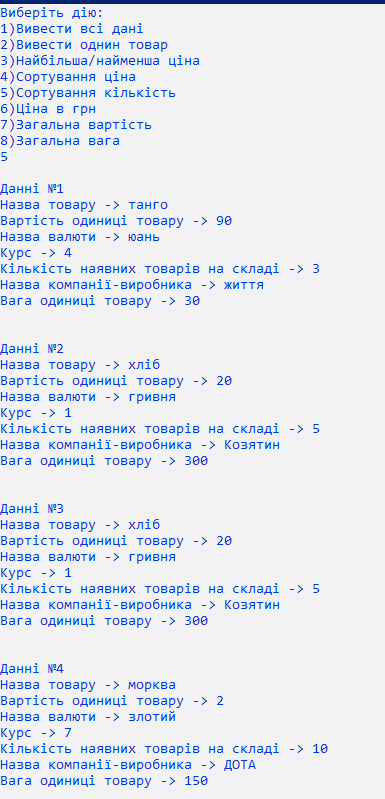 Виберіть дію:
1)Вивести всі дані
2)Вивести однин товар
3)Найбільша/найменша ціна
4)Сортування ціна
5)Сортування кількість
6)Ціна в грн
7)Загальна вартість
8)Загальна вага
5
Данні №1
Назва товару -> танго
Вартість одиниці товару -> 90
Назва валюти -> юань
Курс -> 4
Кількість наявних товарів на складі -> 3
Назва компанії-виробника -> життя
Вага одиниці товару -> 30
Данні №2
Назва товару -> хліб
Вартість одиниці товару -> 20
Назва валюти -> гривня
Курс -> 1
Кількість наявних товарів на складі -> 5
Назва компанії-виробника -> Козятин
Вага одиниці товару -> 300
Данні №3
Назва товару -> хліб
Вартість одиниці товару -> 20
Назва валюти -> гривня
Курс -> 1
Кількість наявних товарів на складі -> 5
Назва компанії-виробника -> Козятин
Вага одиниці товару -> 300
Данні №4
Назва товару -> морква
Вартість одиниці товару -> 2
Назва валюти -> злотий
Курс -> 7
Кількість наявних товарів на складі -> 10
Назва компанії-виробника -> ДОТА
Вага одиниці товару -> 150